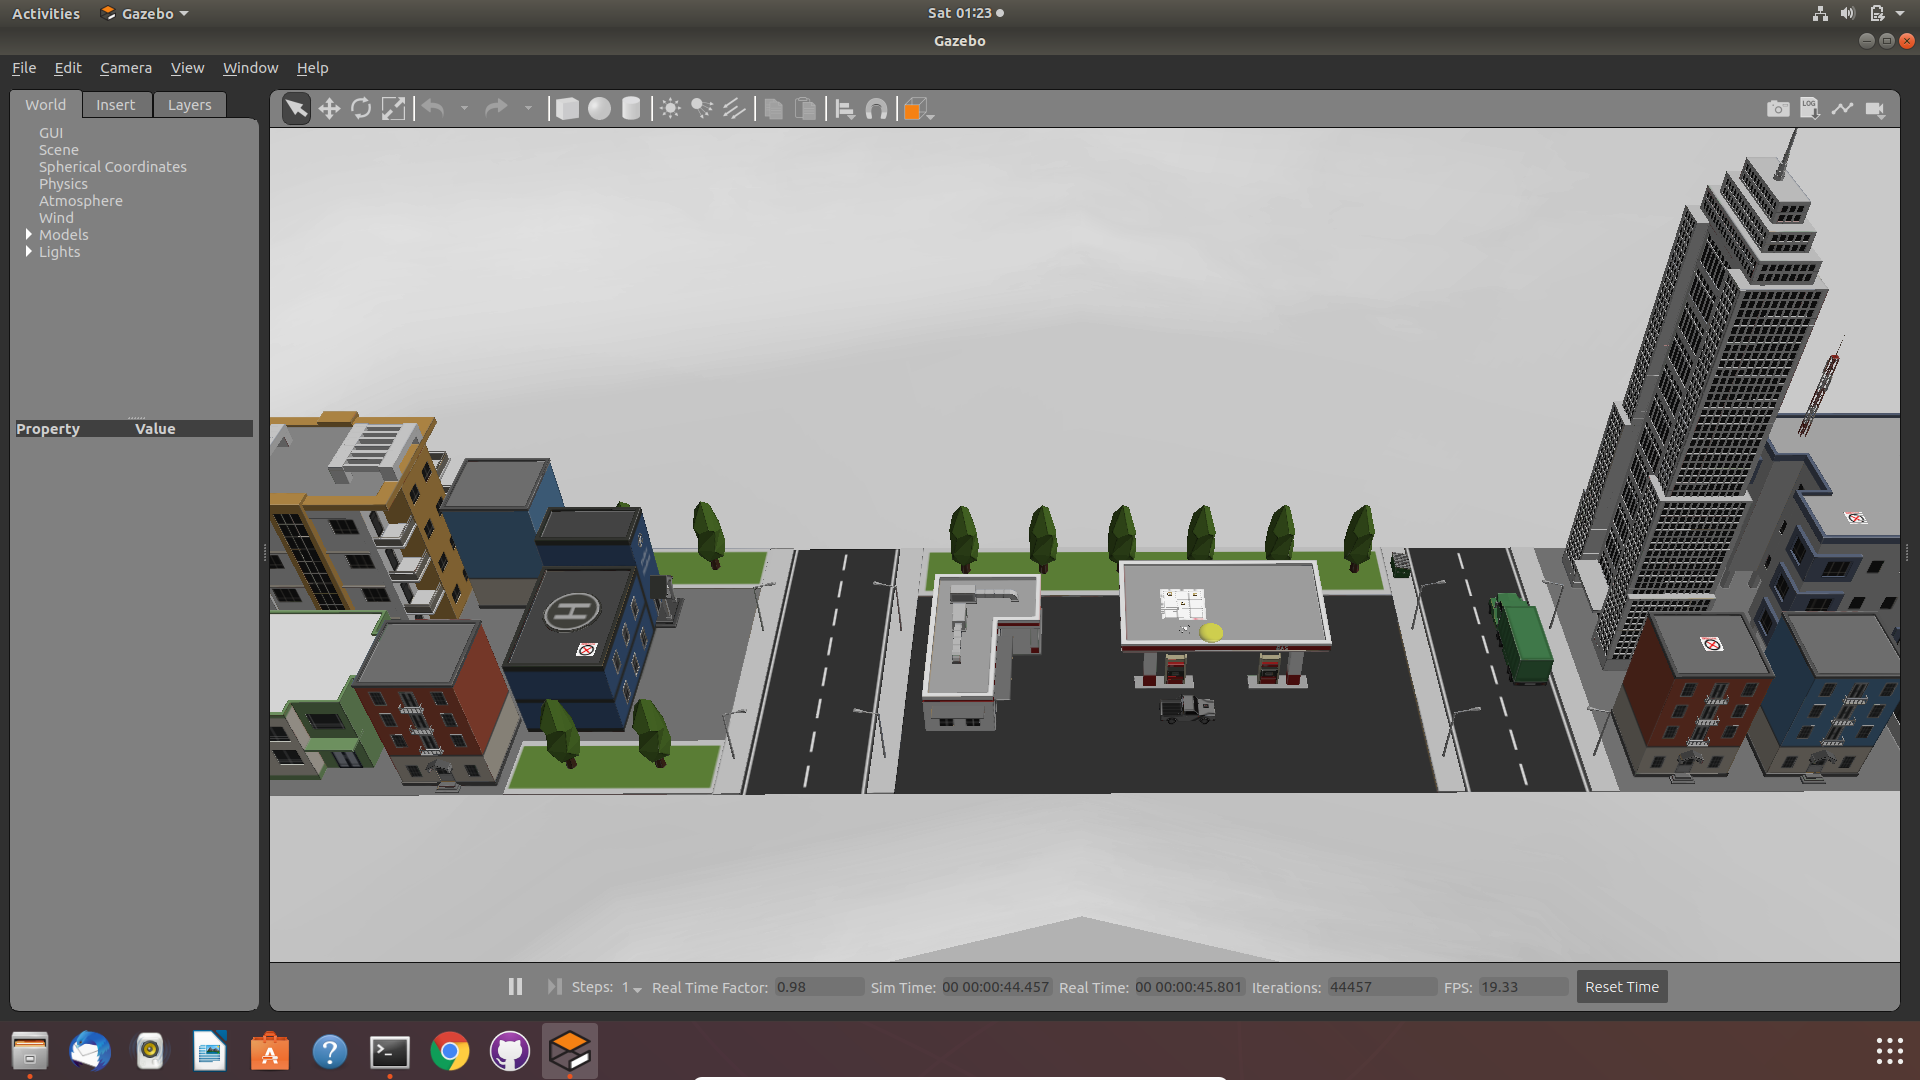 Activities Gazebo Sat 01:23
Gazebo
File Edit Camera View Window Help
World Insert Layers
GUI
Scene
Spherical Coordinates
Physics
Atmosphere
Wind
Models
Lights
Property Value
LOG
H
Steps: 1 Real Time Factor: 0.98 Sim Time: 00 00:00:44.457 Real Time: 00 00:00:45.801 Iterations: 44457 FPS: 19.33 Reset Time